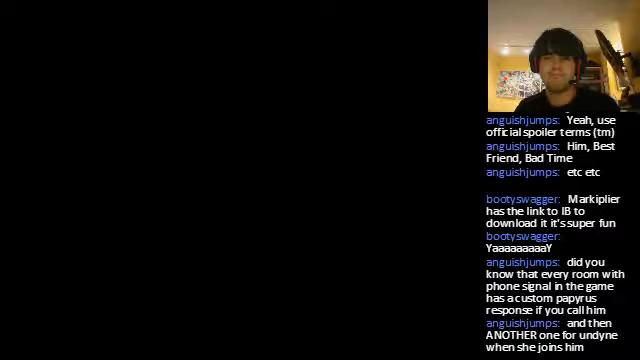 anguishjumps: Yeah, use
official spoiler terms (tm)
anguishjumps: Him, Best
Friend, Bad Time
anguishjumps: etc etc
bootyswagger: Markiplier
has the link to IB to
download it it's super fun
bootyswagger:
YaaaaaaaaaY
anguishjumps: did you
know that every room with
phone signal in the game
has a custom papyrus
response if you call him
anguishjumps: and then
ANOTHER one for undyne
when she joins him